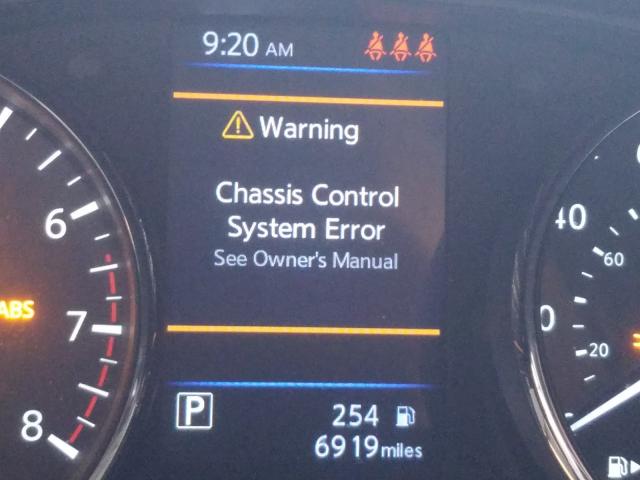 9:20 AM
Warning
Chassis Control
System Error
See Owner's Manual
6
7
8
ABS
40
60
0
20
P
254
6919 miles